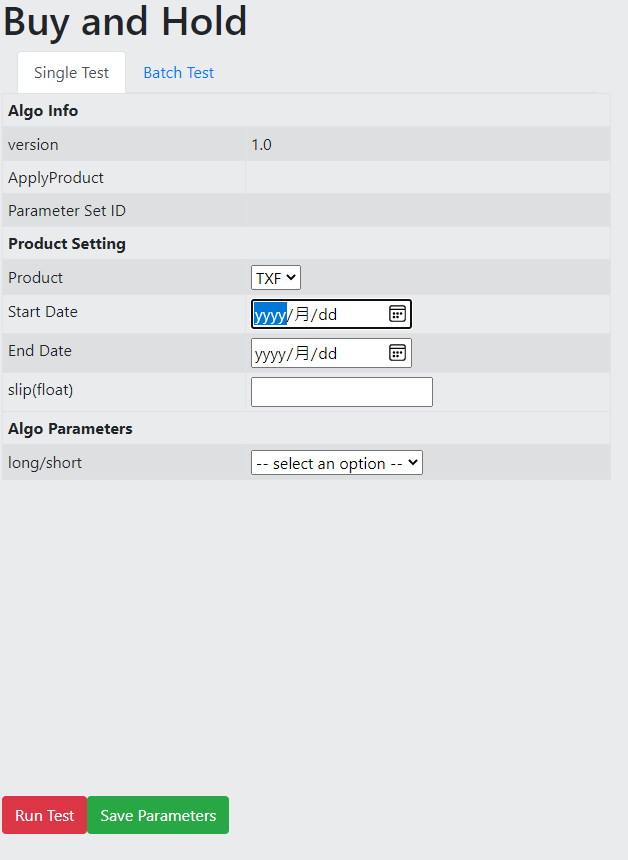 Buy and Hold
Single Test Batch Test
Algo Info
version 1.0
ApplyProduct
Parameter Set ID
Product Setting
Product TXF
Start Date yyyy/月/dd
End Date yyyy/月/dd
slip(float)
Algo Parameters
long/short -- select an option --
Run Test Save Parameters